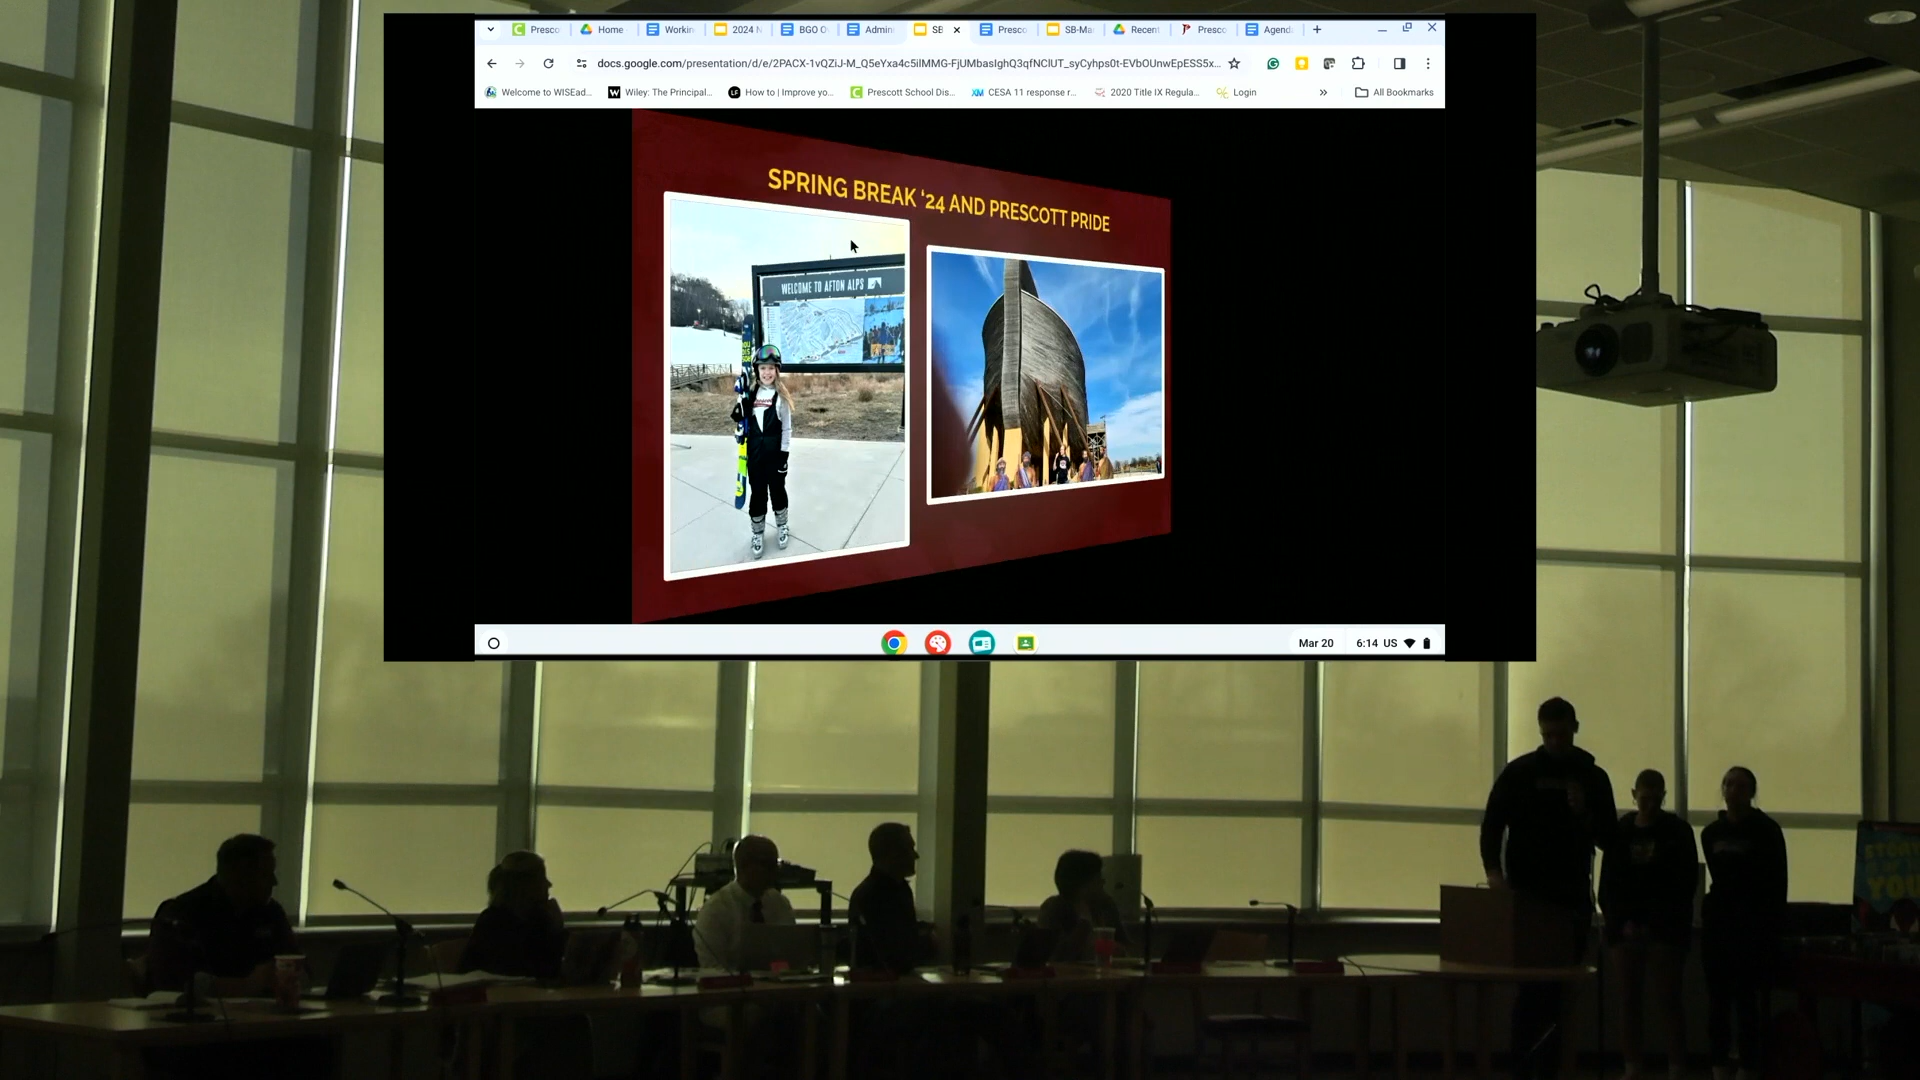 Presco
Home
Workin
2024 N
BGO O
Admin
SB
Presco
SB-Ma
Recent
Presco
Agend
docs.google.com/presentation/d/e/2PACX-1vQZiJ-M_Q5eYxa4c5ilMMG-FjUMbasIghQ3qfNClUT_syCyhps0t-EVbOUnwEpESS5x...
Welcome to WISEad...
Wiley: The Principal...
How to | Improve yo...
Prescott School Dis...
CESA 11 response r...
2020 Title IX Regula...
Login
All Bookmarks
SPRING BREAK ‘24 AND PRESCOTT PRIDE
WELCOME TO AFTON ALPS
Mar 20
6:14 US
YOU